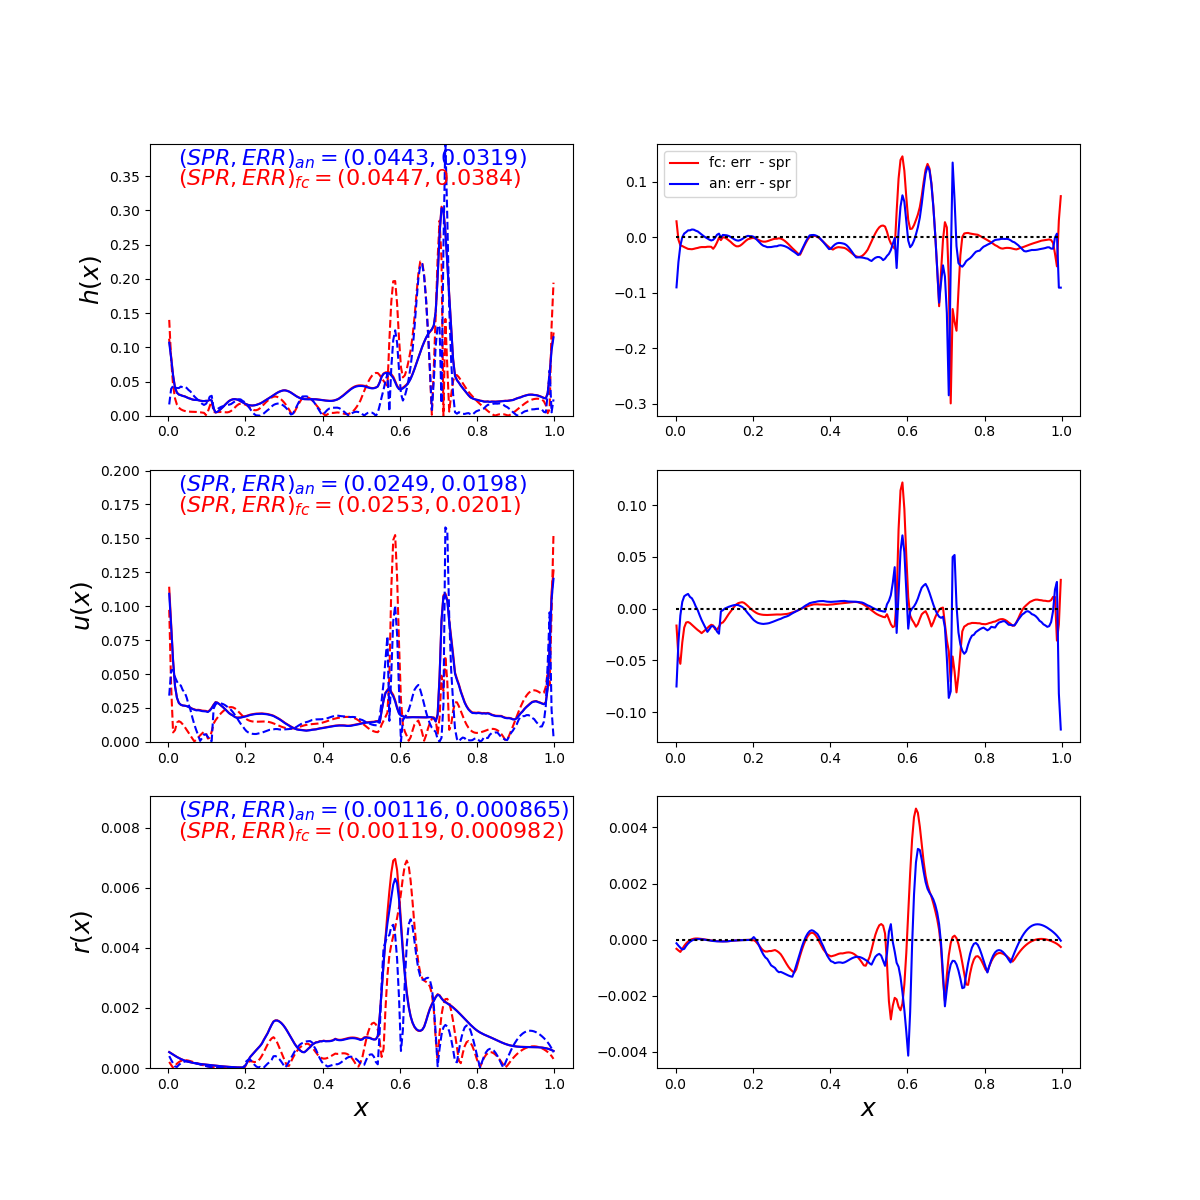 (SPR, ERR)an = (0.0443, 0.0319)
(SPR, ERR)fc = (0.0447, 0.0384)
h(x)
0.35
0.30
0.25
0.20
0.15
0.10
0.05
0.00
0.0 0.2 0.4 0.6 0.8 1.0
fc: err - spr
an: err - spr
0.1
0.0
−0.1
−0.2
−0.3
0.0 0.2 0.4 0.6 0.8 1.0
(SPR, ERR)an = (0.0249, 0.0198)
(SPR, ERR)fc = (0.0253, 0.0201)
u(x)
0.200
0.175
0.150
0.125
0.100
0.075
0.050
0.025
0.000
0.0 0.2 0.4 0.6 0.8 1.0
0.10
0.05
0.00
−0.05
−0.10
0.0 0.2 0.4 0.6 0.8 1.0
(SPR, ERR)an = (0.00116, 0.000865)
(SPR, ERR)fc = (0.00119, 0.000982)
r(x)
0.008
0.006
0.004
0.002
0.000
0.0 0.2 0.4 0.6 0.8 1.0
x
0.004
0.002
0.000
−0.002
−0.004
0.0 0.2 0.4 0.6 0.8 1.0
x